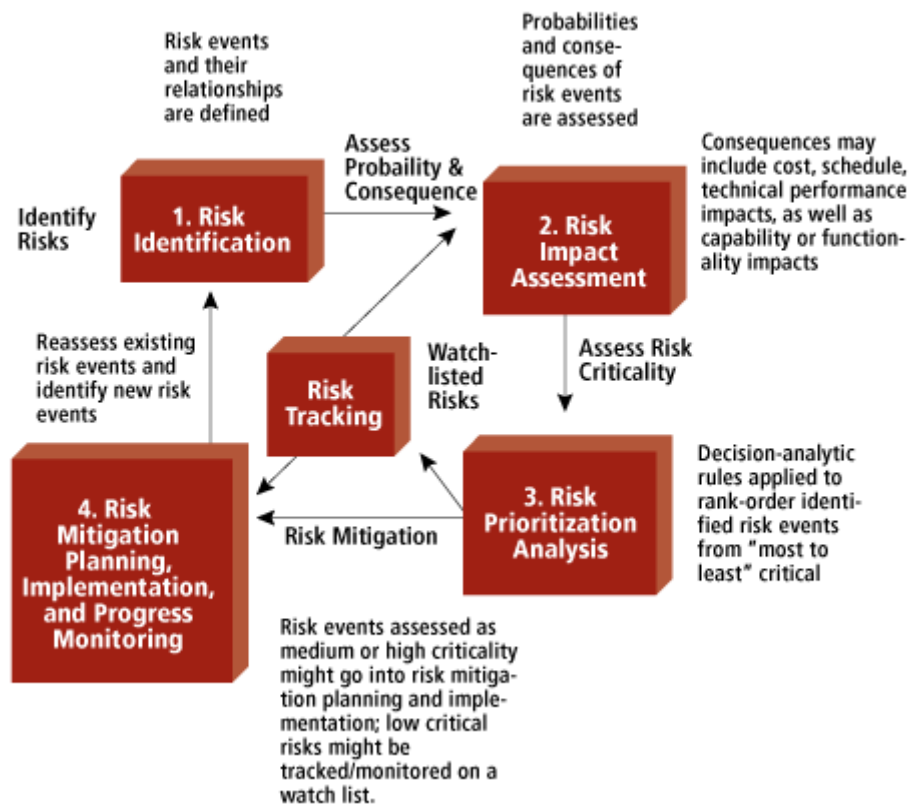 Risk events
and their
relationships
are defined
Probabilities
and conse-
quences of
risk events
are assessed
Assess
Probaility &
Consequence
Consequences may
include cost, schedule,
technical performance
impacts, as well as
capability or function-
ality impacts
Identify
Risks
1. Risk
Identification
2. Risk
Impact
Assessment
Reassess existing
risk events and
identify new risk
events
Risk
Tracking
Watch-
listed
Risks
Assess Risk
Criticality
4. Risk
Mitigation
Planning,
Implementation,
and Progress
Monitoring
Risk Mitigation
3. Risk
Prioritization
Analysis
Decision-analytic
rules applied to
rank-order identi-
fied risk events
from "most to
least" critical
Risk events assessed as
medium or high criticality
might go into risk mitiga-
tion planning and imple-
mentation; low critical
risks might be
tracked/monitored on a
watch list.